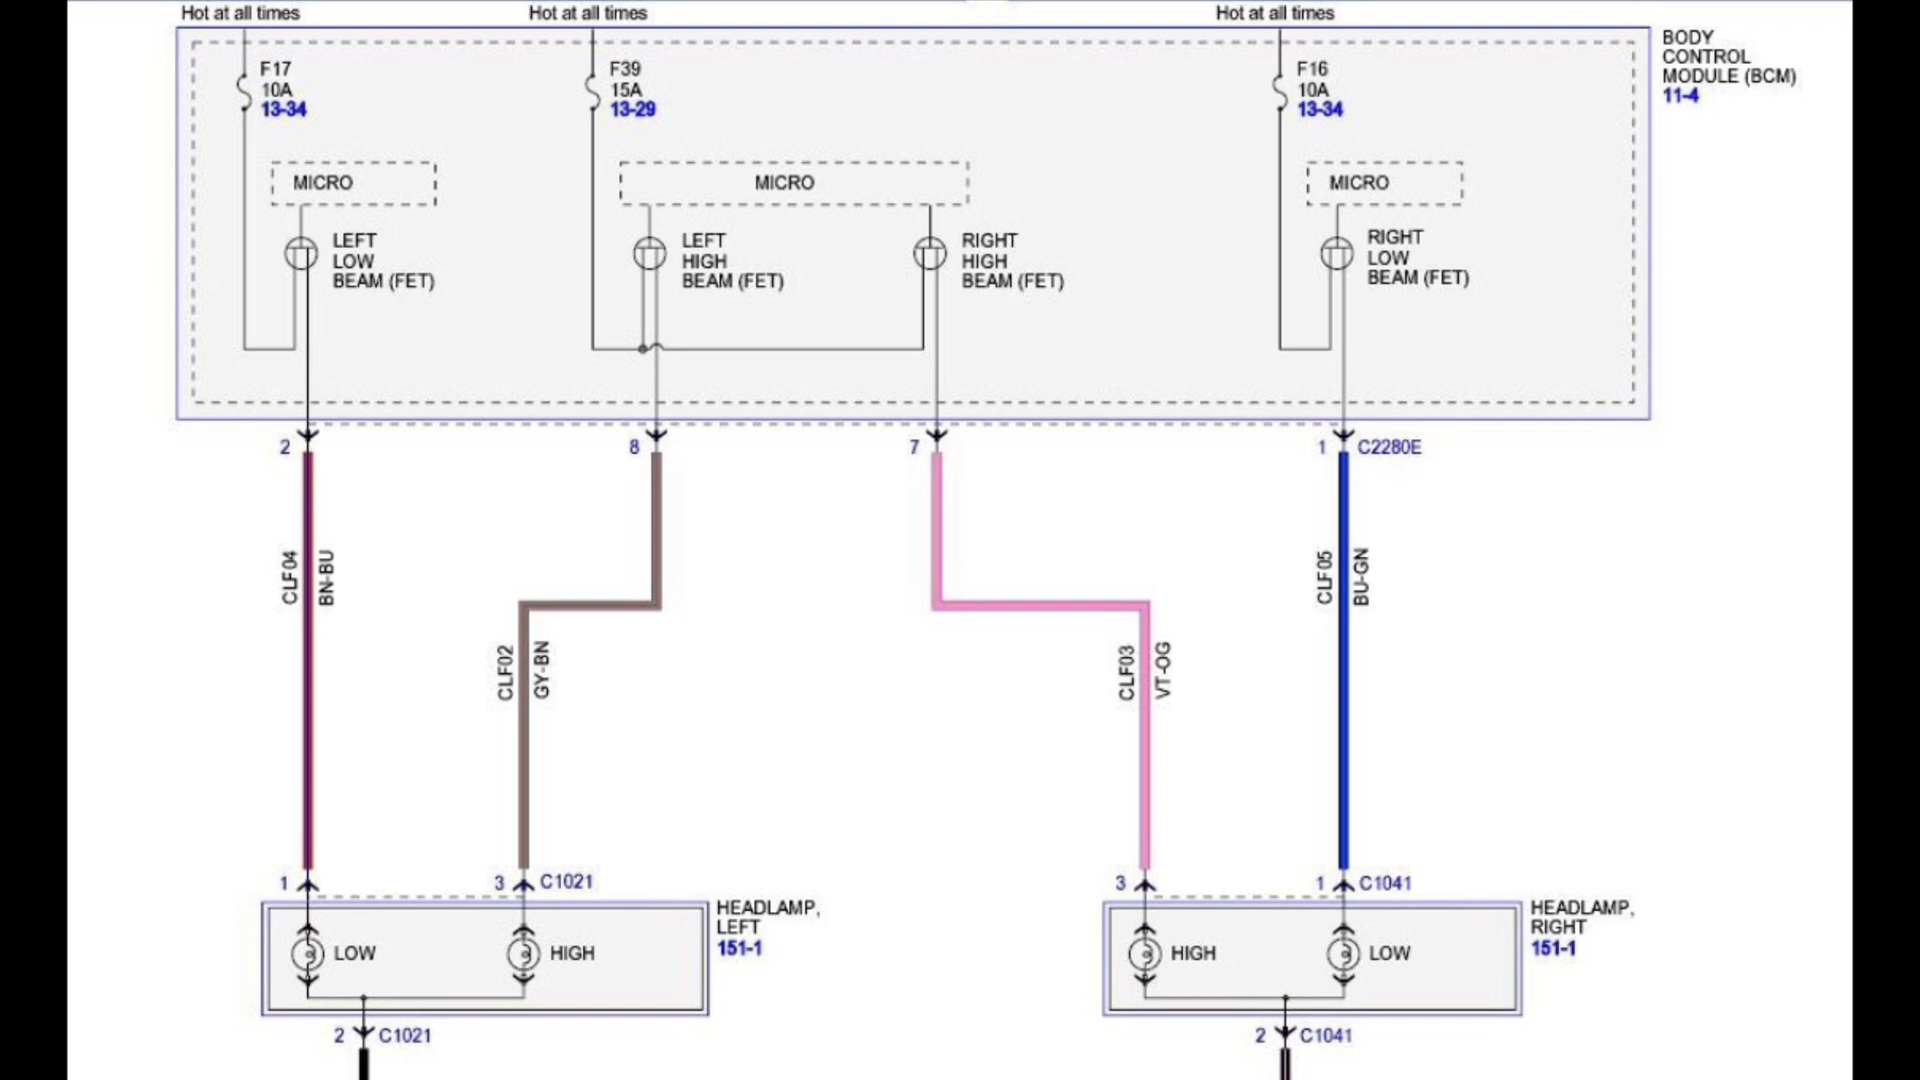 Hot at all times
Hot at all times
Hot at all times
BODY
CONTROL
MODULE (BCM)
11-4
F17
10A
13-34
F39
15A
13-29
F16
10A
13-34
MICRO
MICRO
MICRO
LEFT
LOW
BEAM (FET)
LEFT
HIGH
BEAM (FET)
RIGHT
HIGH
BEAM (FET)
RIGHT
LOW
BEAM (FET)
2
8
7
1 C2280E
CLF04
BN-BU
CLF02
GY-BN
CLF03
VT-OG
CLF05
BU-GN
1
3 C1021
3
1 C1041
HEADLAMP,
LEFT
151-1
LOW
HIGH
HEADLAMP,
RIGHT
151-1
HIGH
LOW
2 C1021
2 C1041